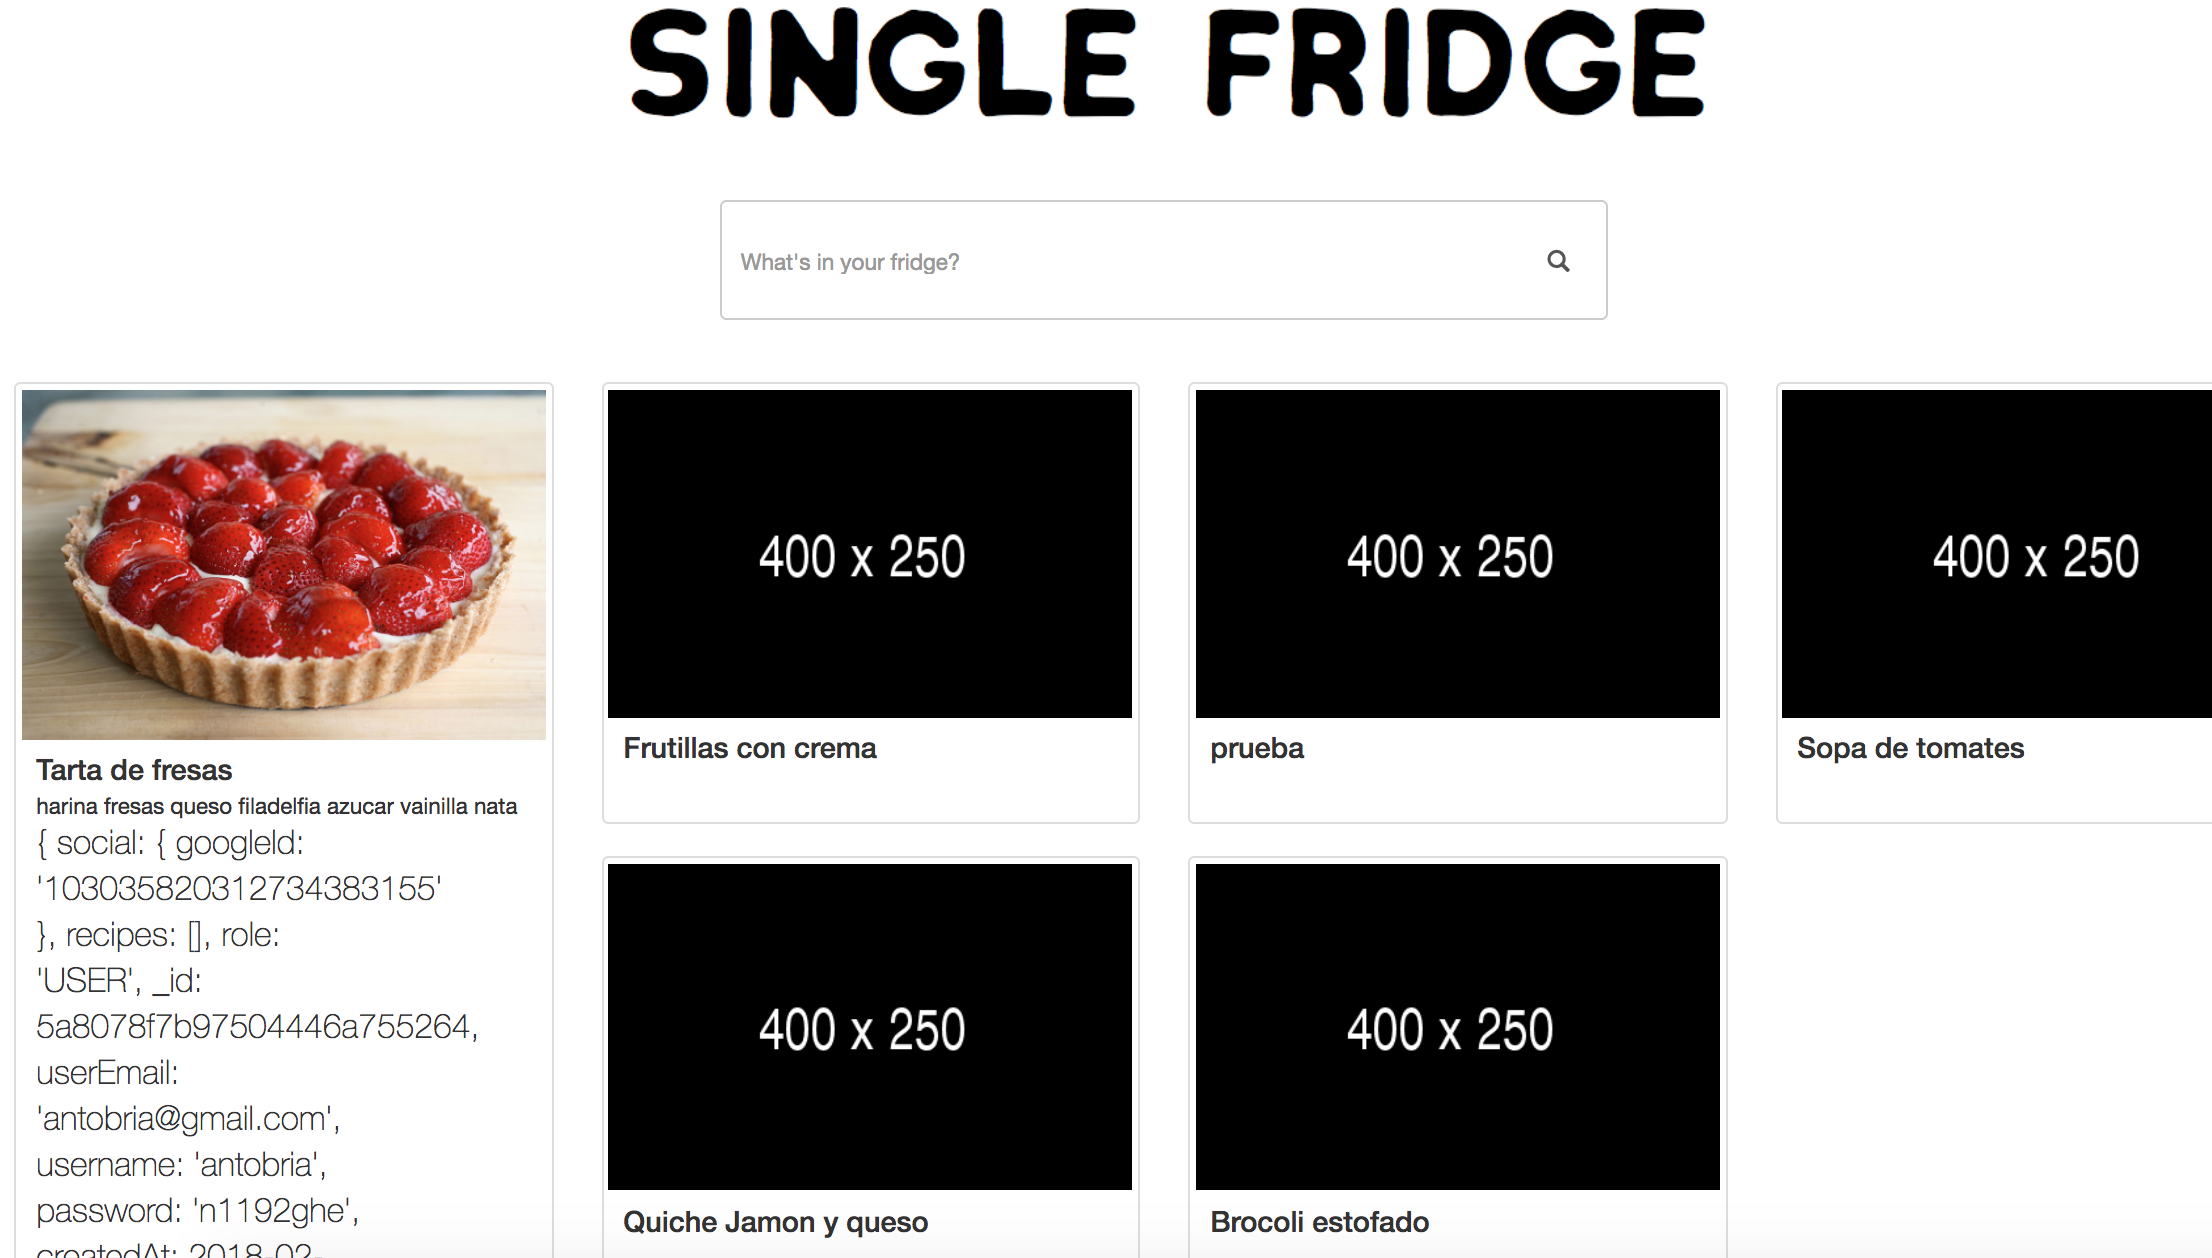 SINGLE FRIDGE
What's in your fridge?
400 x 250
400 x 250
400 x 250
Tarta de fresas
harina fresas queso filadelfia azucar vainilla nata
{ social: { googleId:
'103035820312734383155'
}, recipes: [], role:
'USER', _id:
5a8078f7b97504446a755264,
userEmail:
'antobria@gmail.com',
username: 'antobria',
password: 'n1192ghe',
createdAt: 2018-02-
Frutillas con crema
prueba
Sopa de tomates
400 x 250
400 x 250
Quiche Jamon y queso
Brocoli estofado